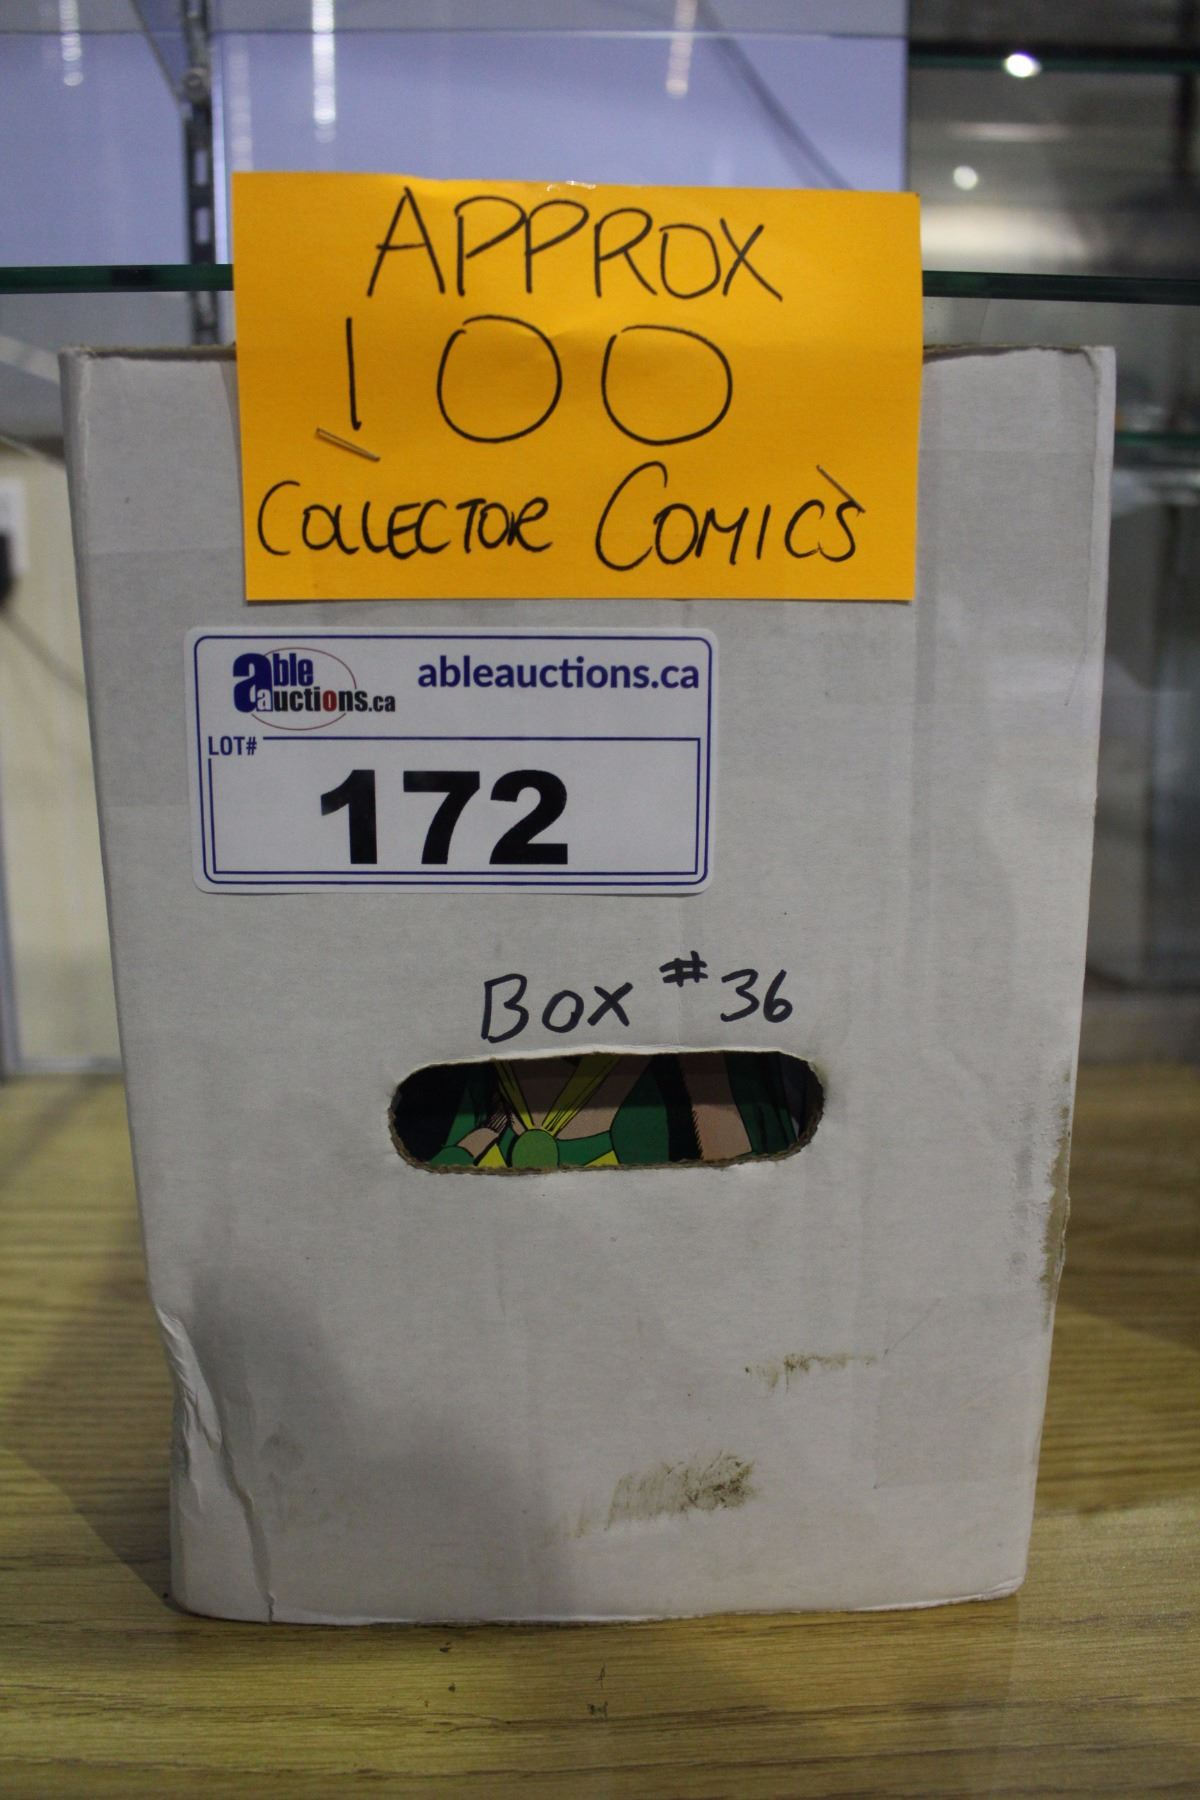 APPROX
100
COLLECTOR COMICS
able auctions.ca
ableauctions.ca
LOT#
172
BOX #36